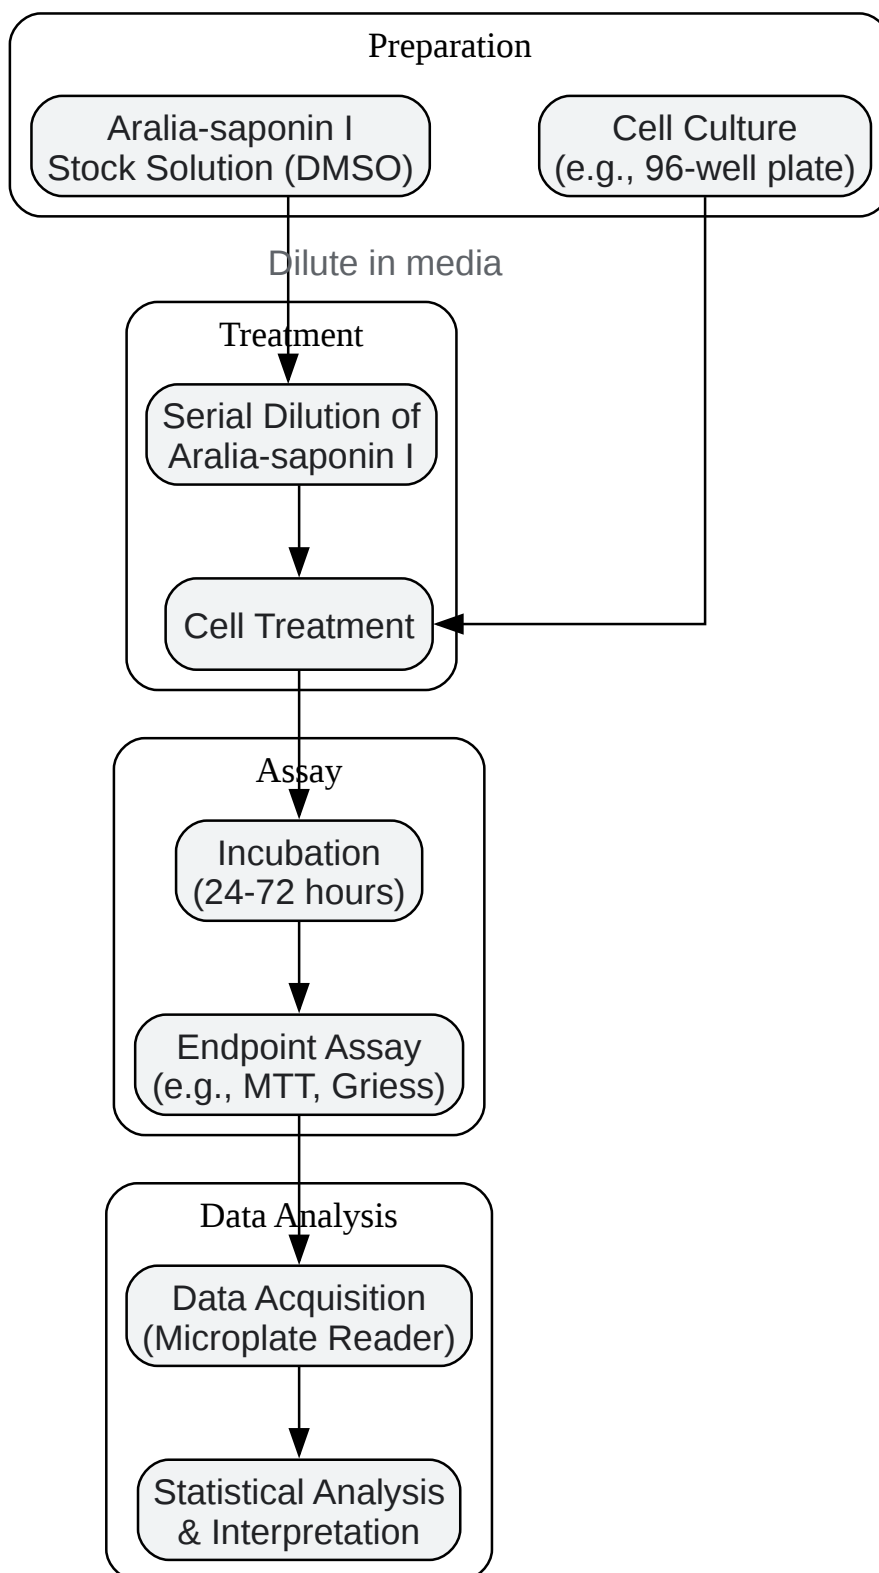 Preparation
Aralia-saponin I
Stock Solution (DMSO)
Cell Culture
(e.g., 96-well plate)
Dilute in media
Treatment
Serial Dilution of
Aralia-saponin I
Cell Treatment
Assay
Incubation
(24-72 hours)
Endpoint Assay
(e.g., MTT, Griess)
Data Analysis
Data Acquisition
(Microplate Reader)
Statistical Analysis
& Interpretation